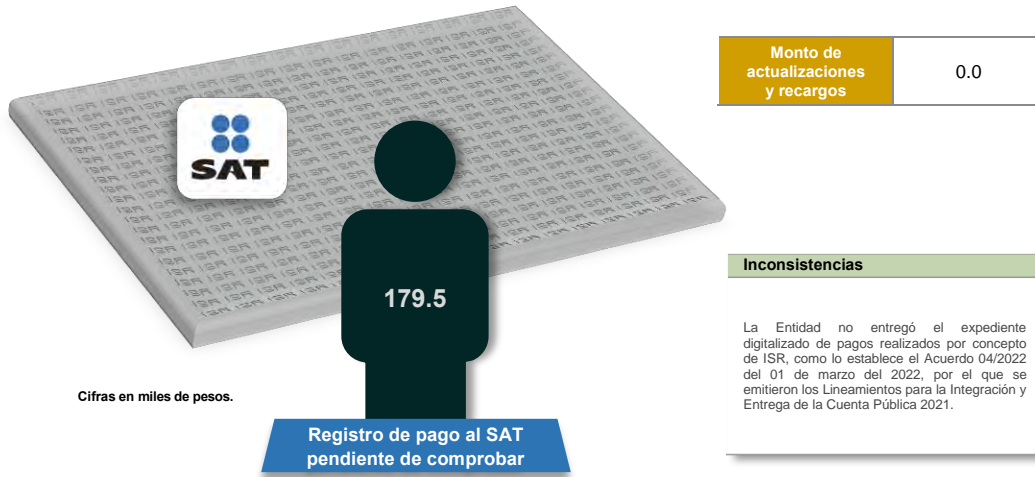 Monto de
actualizaciones
y recargos
0.0
SAT
179.5
Cifras en miles de pesos.
Registro de pago al SAT
pendiente de comprobar
Inconsistencias
La Entidad no entregó el expediente
digitalizado de pagos realizados por concepto
de ISR, como lo establece el Acuerdo 04/2022
del 01 de marzo del 2022, por el que se
emitieron los Lineamientos para la Integración y
Entrega de la Cuenta Pública 2021.